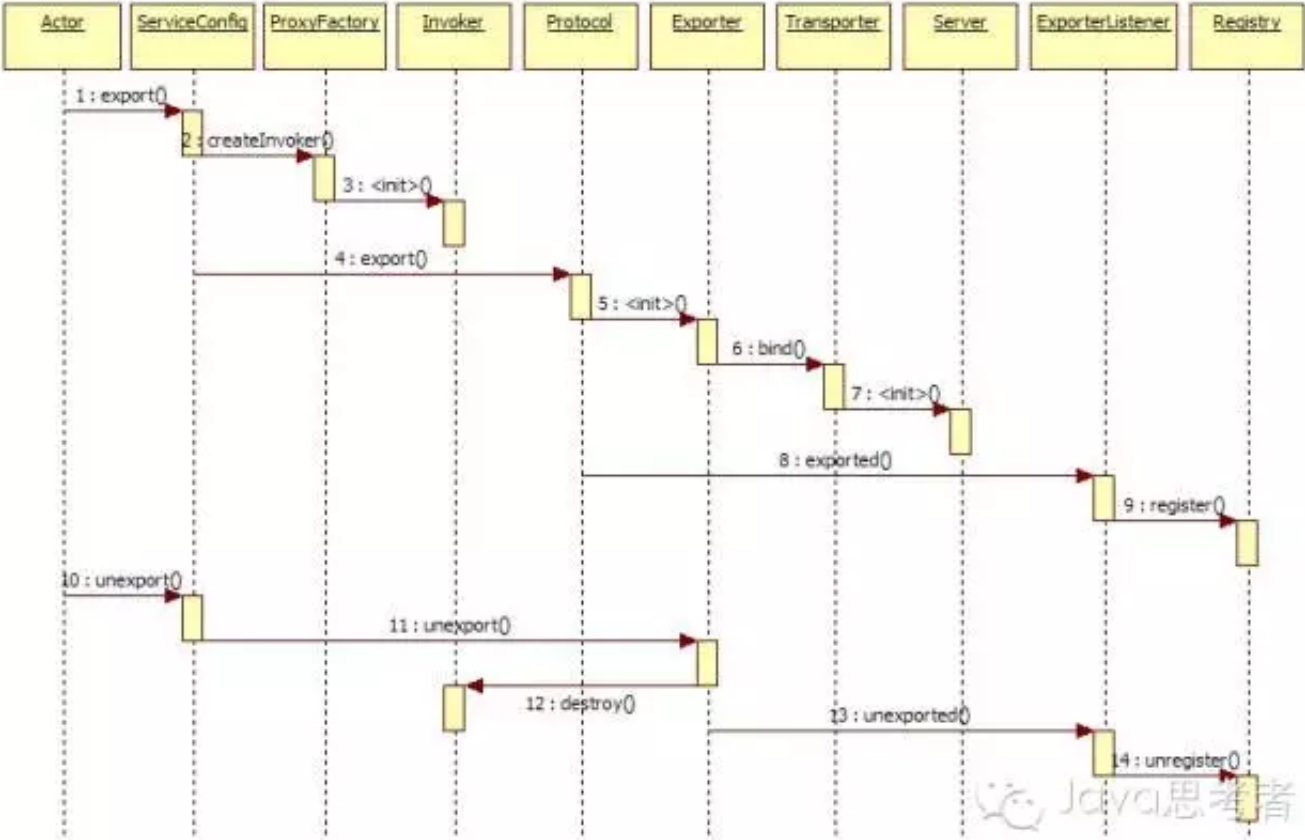 Actor ServiceConfig ProxyFactory Invoker Protocol Exporter Transporter Server ExporterListener Registry
1 : export()
2 : createInvoker()
3 : <init>()
4 : export()
5 : <init>()
6 : bind()
7 : <init>()
8 : exported()
9 : register()
10 : unexport()
11 : unexport()
12 : destroy()
13 : unexported()
14 : unregister()
Java思考者